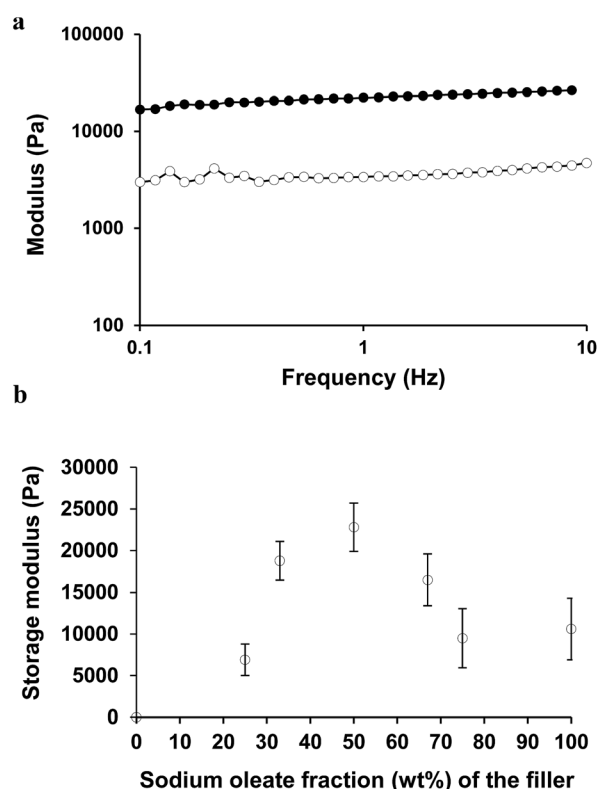 a
100000
10000
1000
100
Modulus (Pa)
0.1 1 10
Frequency (Hz)
b
30000
25000
20000
15000
10000
5000
0
Storage modulus (Pa)
0 10 20 30 40 50 60 70 80 90 100
Sodium oleate fraction (wt%) of the filler